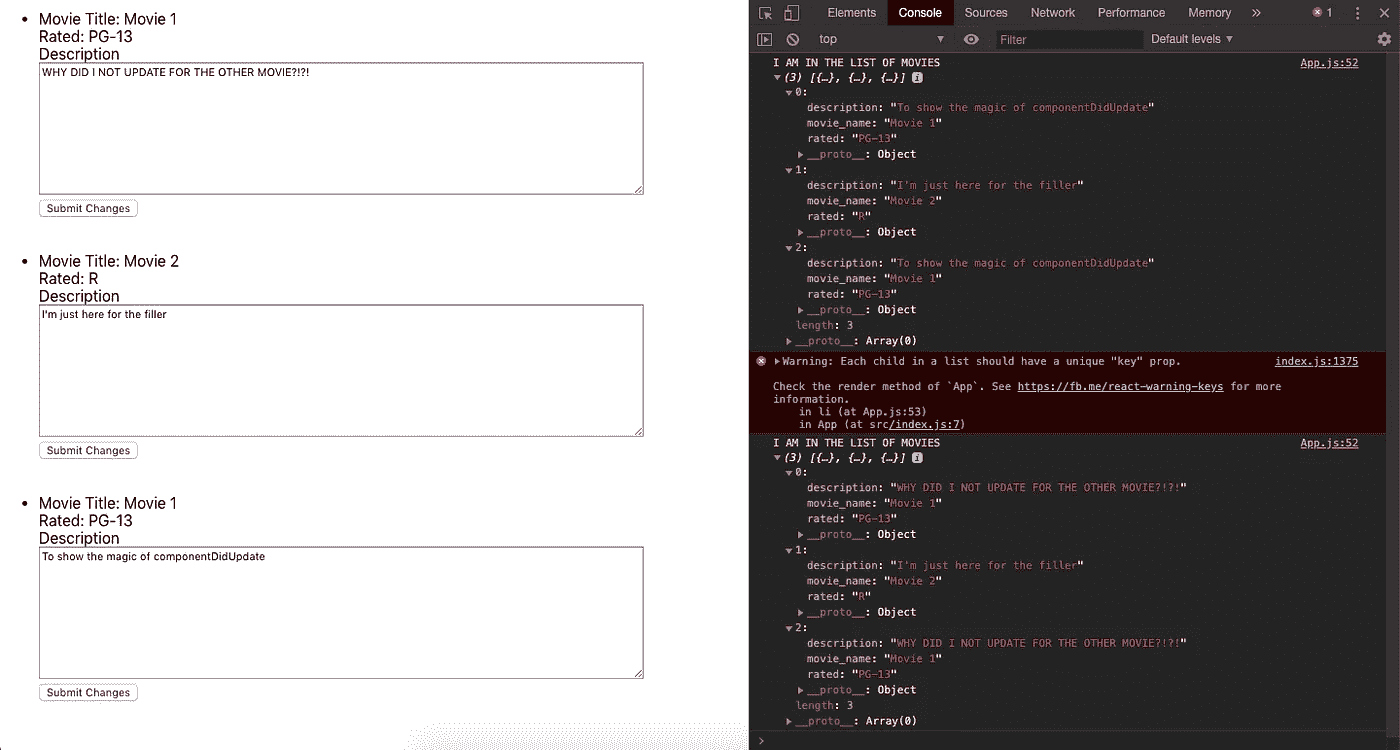 Movie Title: Movie 1
Rated: PG-13
Description
WHY DID I NOT UPDATE FOR THE OTHER MOVIE?!?!
Submit Changes
Movie Title: Movie 2
Rated: R
Description
I'm just here for the filler
Submit Changes
Movie Title: Movie 1
Rated: PG-13
Description
To show the magic of componentDidUpdate
Submit Changes
Elements Console Sources Network Performance Memory » 1
top Filter Default levels
I AM IN THE LIST OF MOVIES App.js:52
(3) [{…}, {…}, {…}] i
0:
description: "To show the magic of componentDidUpdate"
movie_name: "Movie 1"
rated: "PG-13"
__proto__: Object
1:
description: "I'm just here for the filler"
movie_name: "Movie 2"
rated: "R"
__proto__: Object
2:
description: "To show the magic of componentDidUpdate"
movie_name: "Movie 1"
rated: "PG-13"
__proto__: Object
length: 3
__proto__: Array(0)
Warning: Each child in a list should have a unique "key" prop. index.js:1375
Check the render method of `App`. See https://fb.me/react-warning-keys for more
information.
in li (at App.js:53)
in App (at src/index.js:7)
I AM IN THE LIST OF MOVIES App.js:52
(3) [{…}, {…}, {…}] i
0:
description: "WHY DID I NOT UPDATE FOR THE OTHER MOVIE?!?!"
movie_name: "Movie 1"
rated: "PG-13"
__proto__: Object
1:
description: "I'm just here for the filler"
movie_name: "Movie 2"
rated: "R"
__proto__: Object
2:
description: "WHY DID I NOT UPDATE FOR THE OTHER MOVIE?!?!"
movie_name: "Movie 1"
rated: "PG-13"
__proto__: Object
length: 3
__proto__: Array(0)